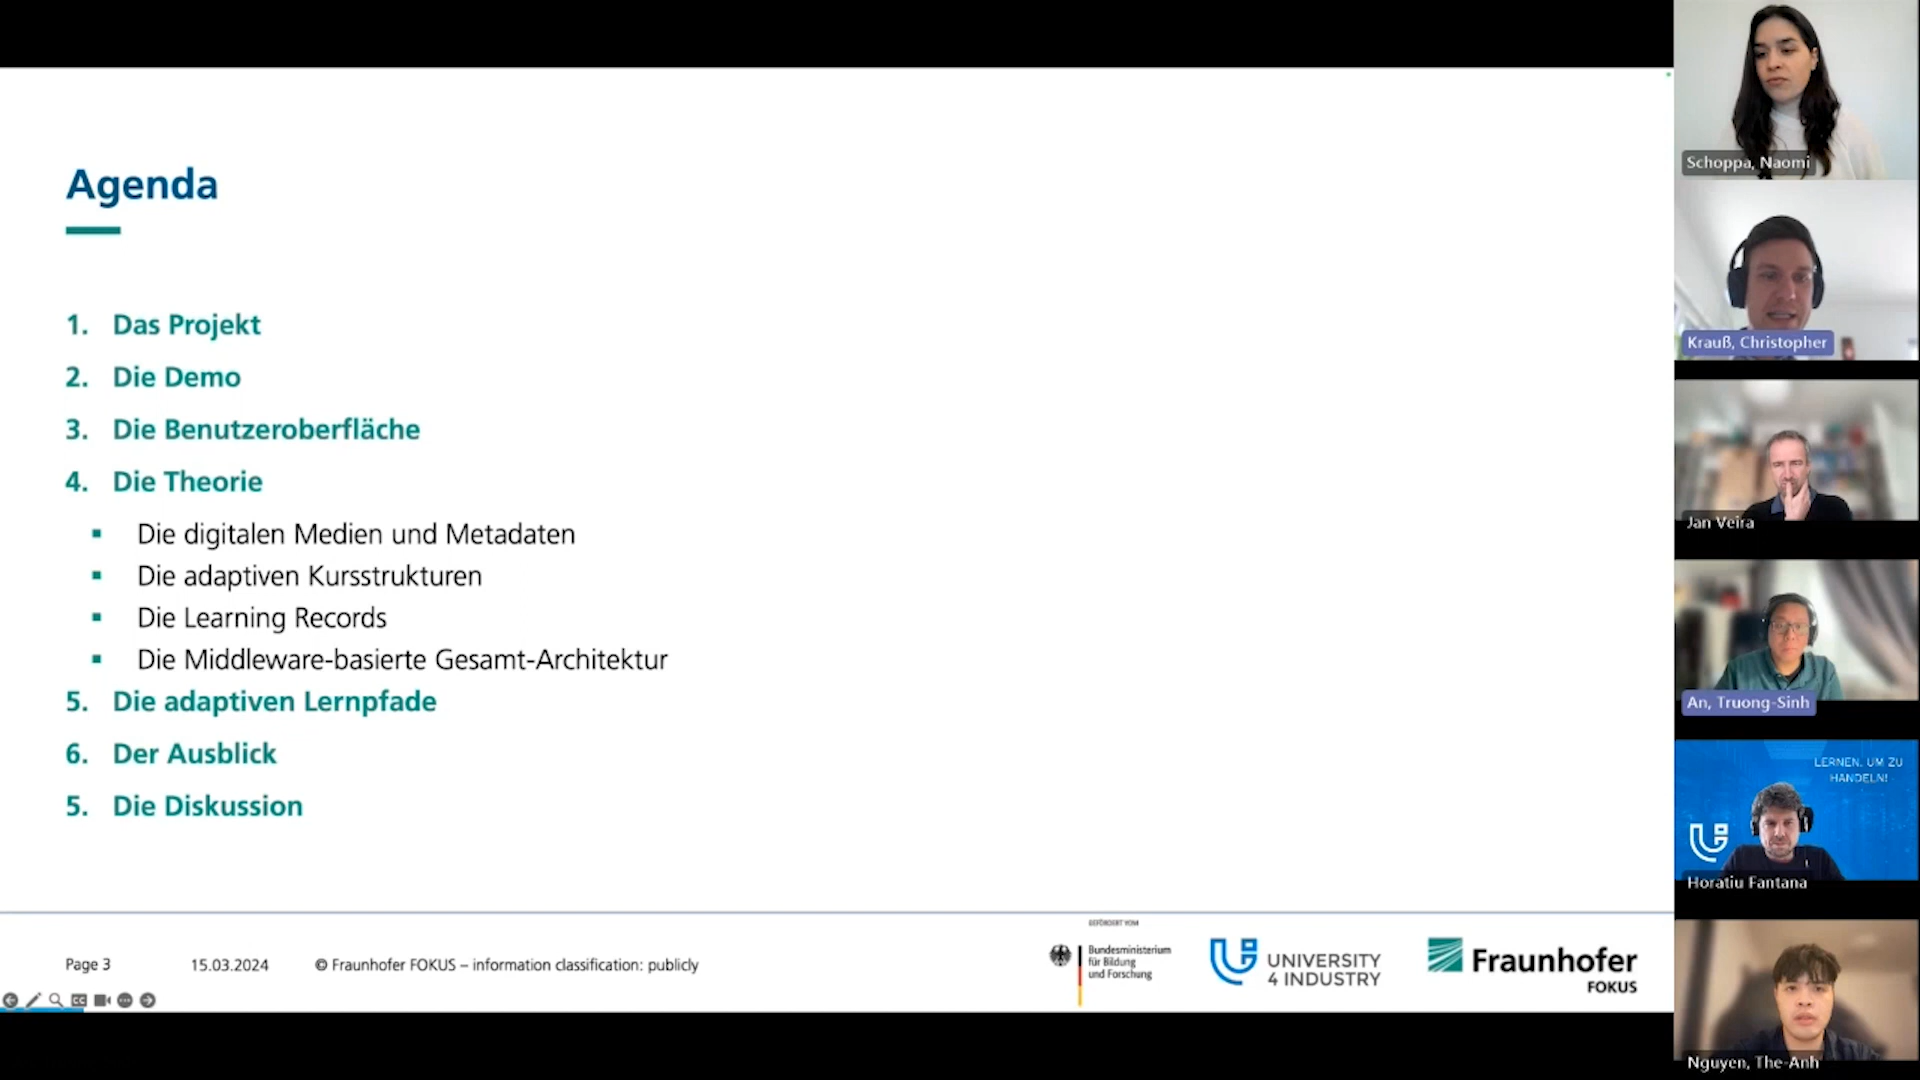 Agenda
1. Das Projekt
2. Die Demo
3. Die Benutzeroberfläche
4. Die Theorie
▪ Die digitalen Medien und Metadaten
▪ Die adaptiven Kursstrukturen
▪ Die Learning Records
▪ Die Middleware-basierte Gesamt-Architektur
5. Die adaptiven Lernpfade
6. Der Ausblick
5. Die Diskussion
Page 3
15.03.2024
© Fraunhofer FOKUS – information classification: publicly
GEFÖRDERT VOM
Bundesministerium
für Bildung
und Forschung
UNIVERSITY
4 INDUSTRY
Fraunhofer
FOKUS
CC
Schoppa, Naomi
Krauß, Christopher
Jan Veira
An, Truong-Sinh
LERNEN. UM ZU
HANDELN!
Horatiu Fantana
Nguyen, The-Anh